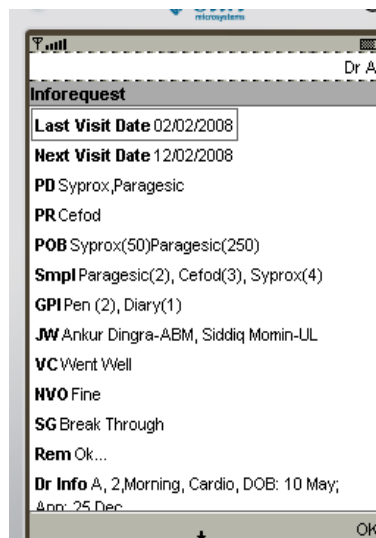 microsystems
Dr A
Inforequest
Last Visit Date 02/02/2008
Next Visit Date 12/02/2008
PD Syprox,Paragesic
PR Cefod
POB Syprox(50)Paragesic(250)
Smpl Paragesic(2), Cefod(3), Syprox(4)
GPI Pen (2), Diary(1)
JW Ankur Dingra-ABM, Siddiq Momin-UL
VC Went Well
NVO Fine
SG Break Through
Rem Ok...
Dr Info A, 2,Morning, Cardio, DOB: 10 May;
Ann: 25 Dec
OK